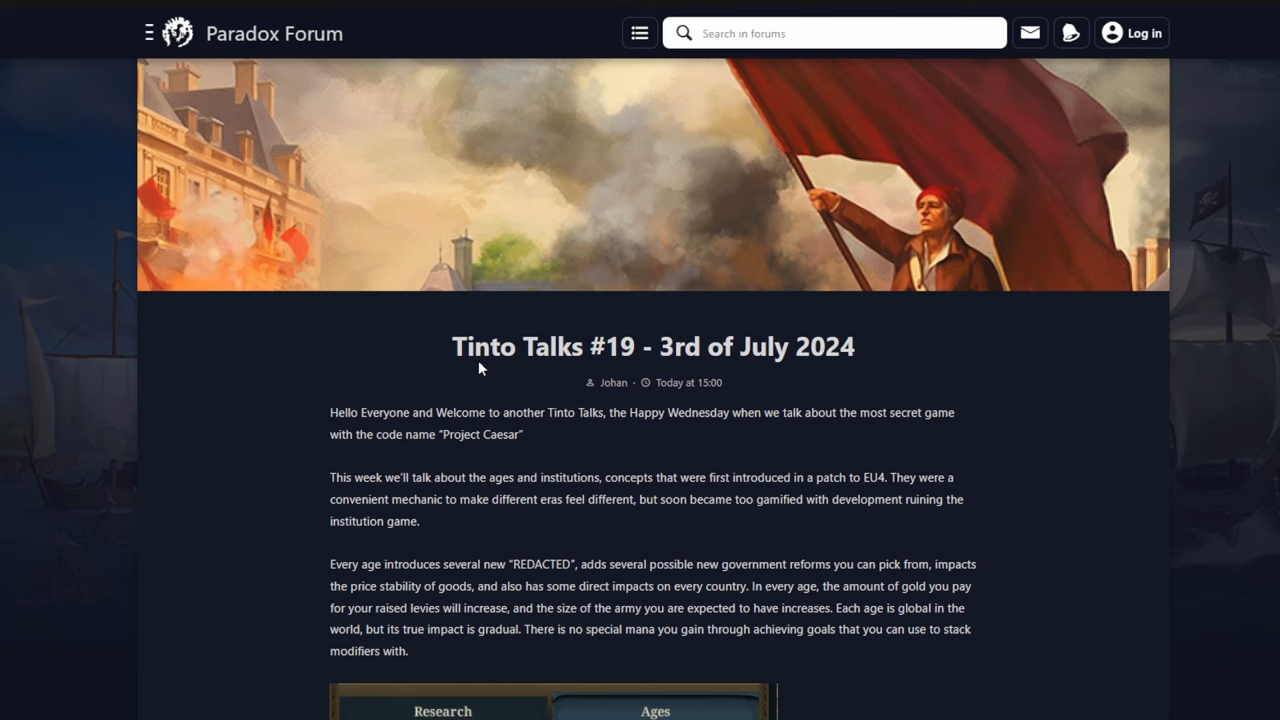 Paradox Forum
Search in forums
Log in
Tinto Talks #19 - 3rd of July 2024
Johan · Today at 15:00
Hello Everyone and Welcome to another Tinto Talks, the Happy Wednesday when we talk about the most secret game
with the code name “Project Caesar”
This week we’ll talk about the ages and institutions, concepts that were first introduced in a patch to EU4. They were a
convenient mechanic to make different eras feel different, but soon became too gamified with development ruining the
institution game.
Every age introduces several new “REDACTED”, adds several possible new government reforms you can pick from, impacts
the price stability of goods, and also has some direct impacts on every country. In every age, the amount of gold you pay
for your raised levies will increase, and the size of the army you are expected to have increases. Each age is global in the
world, but its true impact is gradual. There is no special mana you gain through achieving goals that you can use to stack
modifiers with.
Research Ages